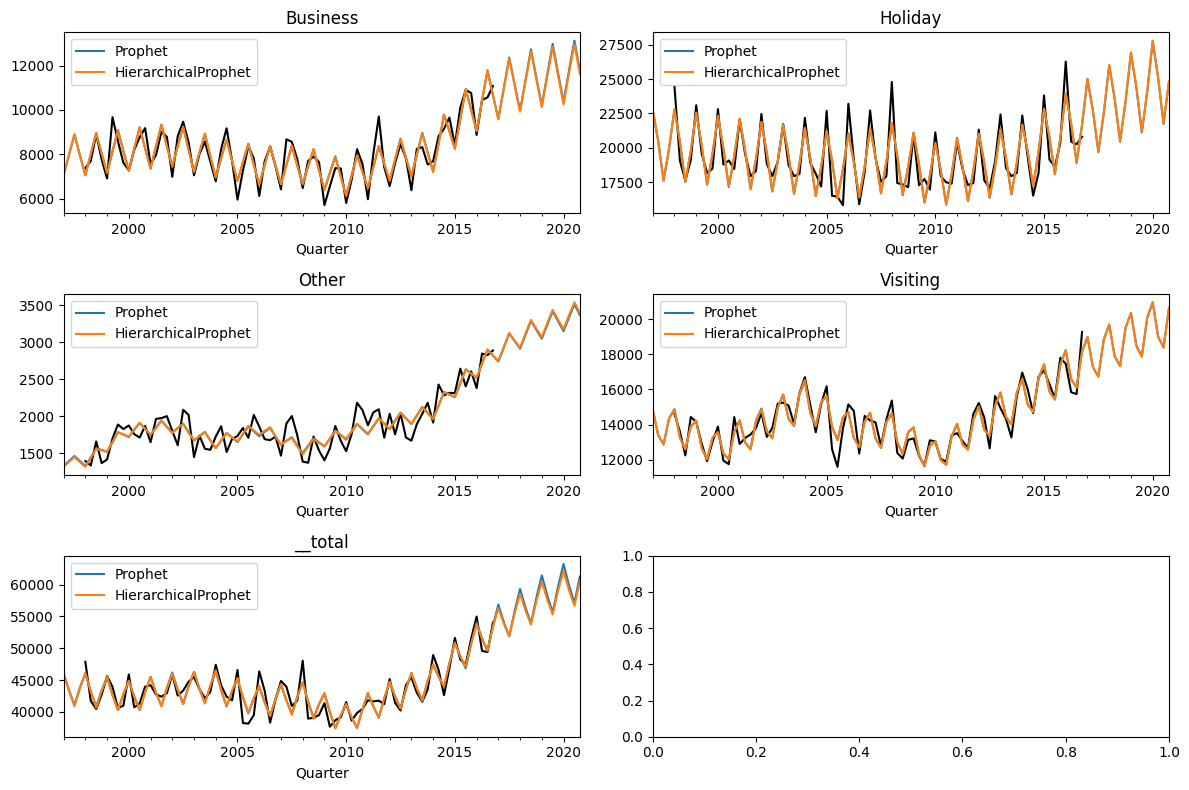 Business
Prophet
HierarchicalProphet
12000
10000
8000
6000
2000 2005 2010 2015 2020
Quarter
Holiday
Prophet
HierarchicalProphet
27500
25000
22500
20000
17500
2000 2005 2010 2015 2020
Quarter
Other
Prophet
HierarchicalProphet
3500
3000
2500
2000
1500
2000 2005 2010 2015 2020
Quarter
Visiting
Prophet
HierarchicalProphet
20000
18000
16000
14000
12000
2000 2005 2010 2015 2020
Quarter
__total
Prophet
HierarchicalProphet
60000
55000
50000
45000
40000
2000 2005 2010 2015 2020
Quarter
1.0
0.8
0.6
0.4
0.2
0.0
0.0 0.2 0.4 0.6 0.8 1.0